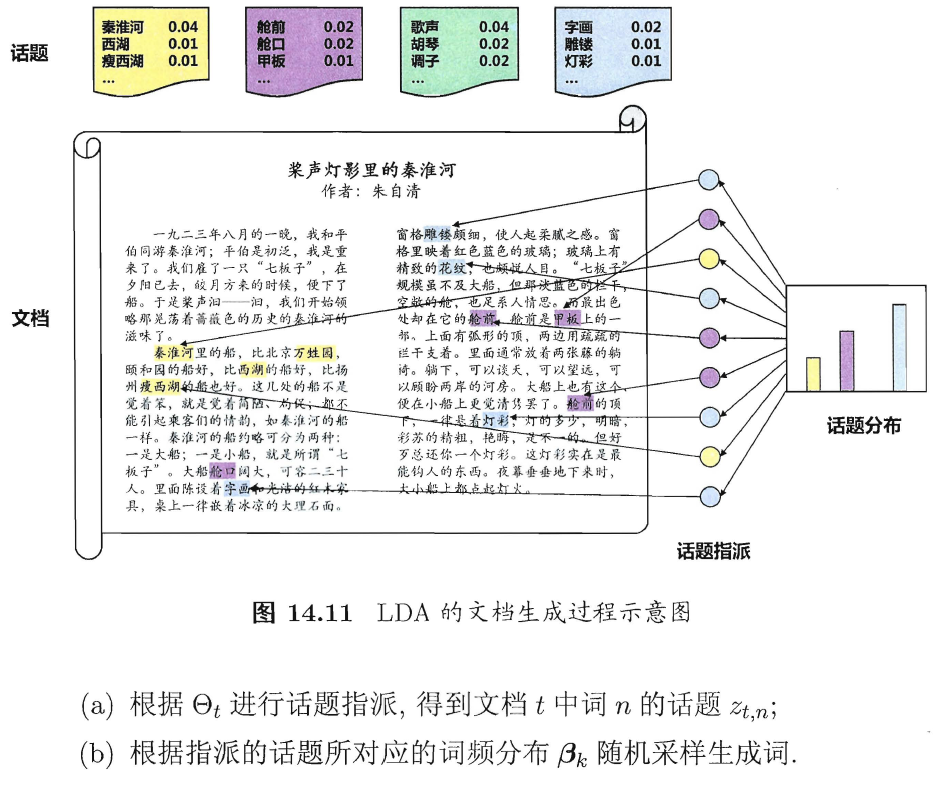 话题
秦淮河 0.04
西湖 0.01
瘦西湖 0.01
...
舱前 0.02
舱口 0.02
甲板 0.01
...
歌声 0.04
胡琴 0.02
调子 0.02
...
字画 0.02
雕镂 0.01
灯彩 0.01
...
文档
桨声灯影里的秦淮河
作者：朱自清
一九二三年八月的一晚，我和平
伯同游秦淮河；平伯是初泛，我是重
来了。我们雇了一只“七板子”，在
夕阳已去，皎月方来的时候，便下了
船。于是桨声汩——汩，我们开始领
略那晃荡着蔷薇色的历史的秦淮河的
滋味了。
秦淮河里的船，比北京万牲园，
颐和园的船好，比西湖的船好，比扬
州瘦西湖的船也好。这几处的船不是
觉着笨，就是觉着简陋、局促；都不
能引起乘客们的情韵，如秦淮河的船
一样。秦淮河的船约略可分为两种：
一是大船；一是小船，就是所谓“七
板子”。大船舱口阔大，可容二三十
人。里面陈设着字画和光洁的红木家
具，桌上一律嵌着冰凉的大理石面。
窗格雕镂颇细，使人起柔腻之感。窗
格里映着红色蓝色的玻璃；玻璃上有
精致的花纹，也颇悦人目。“七板子”
规模虽不及大船，但那淡蓝色的栏干，
空敞的舱，也足系人情思。而最出色
处却在它的舱前。舱前是甲板上的一
部。上面有弧形的顶，两边用疏疏的
栏干支着。里面通常放着两张藤的躺
椅。躺下，可以谈天，可以望远，可
以顾盼两岸的河房。大船上也有这个，
便在小船上更觉清隽罢了。舱前的顶
下，一律悬着灯彩；灯的多少，明暗，
彩苏的精粗，艳晦，是不一的。但好
歹总还你一个灯彩。这灯彩实在是最
能钩人的东西。夜幕垂垂地下来时，
大小船上都点起灯火。
话题指派
话题分布
图 14.11 LDA 的文档生成过程示意图
(a) 根据 Θt 进行话题指派, 得到文档 t 中词 n 的话题 zt,n;
(b) 根据指派的话题所对应的词频分布 βk 随机采样生成词.